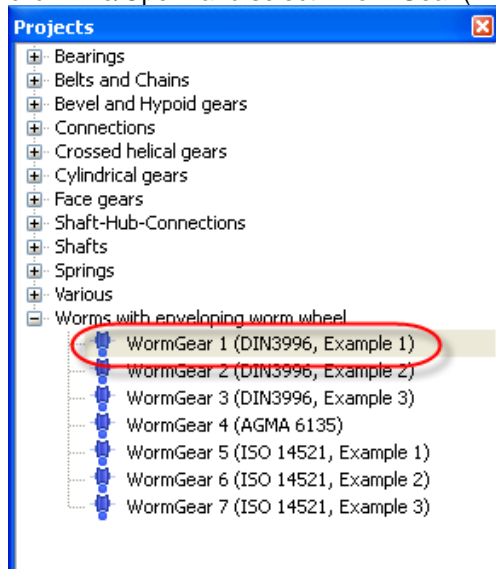 Projects
Bearings
Belts and Chains
Bevel and Hypoid gears
Connections
Crossed helical gears
Cylindrical gears
Face gears
Shaft-Hub-Connections
Shafts
Springs
Various
Worms with enveloping worm wheel
WormGear 1 (DIN3996, Example 1)
WormGear 2 (DIN3996, Example 2)
WormGear 3 (DIN3996, Example 3)
WormGear 4 (AGMA 6135)
WormGear 5 (ISO 14521, Example 1)
WormGear 6 (ISO 14521, Example 2)
WormGear 7 (ISO 14521, Example 3)